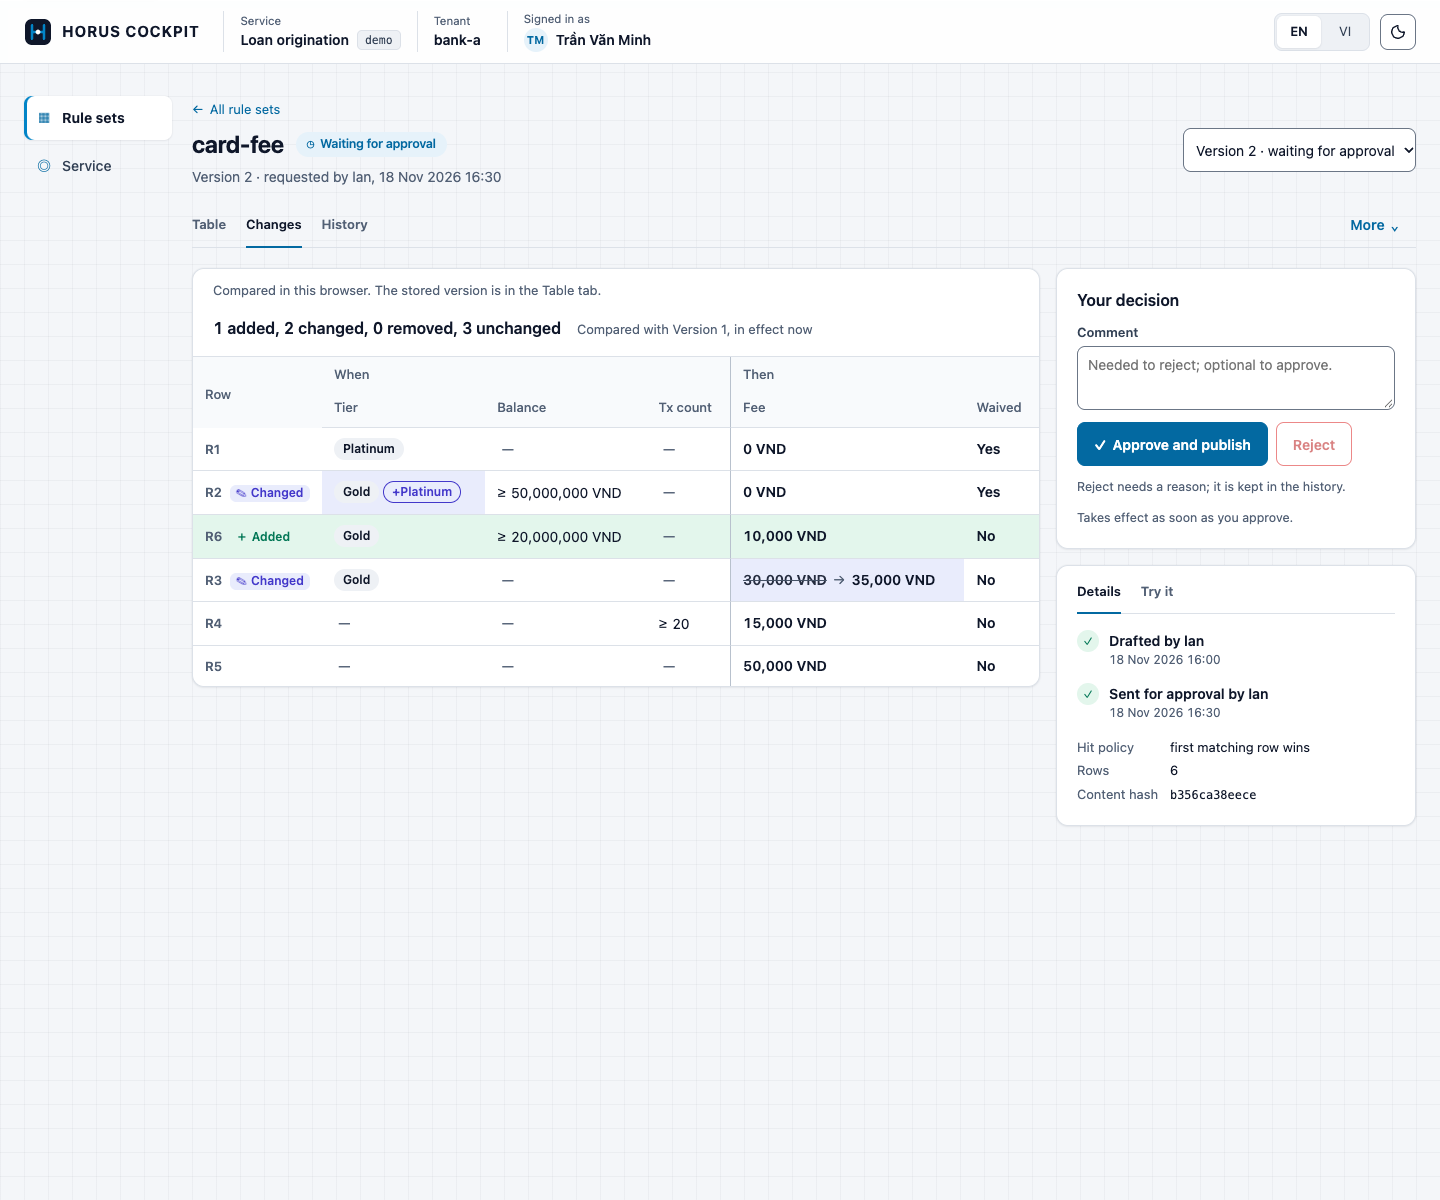 HORUS COCKPIT
Service
Loan origination demo
Tenant
bank-a
Signed in as
TM Trần Văn Minh
EN VI
Rule sets
Service
← All rule sets
card-fee Waiting for approval
Version 2 · waiting for approval
Version 2 · requested by lan, 18 Nov 2026 16:30
Table Changes History
More
Compared in this browser. The stored version is in the Table tab.
1 added, 2 changed, 0 removed, 3 unchanged Compared with Version 1, in effect now
Row When Then
Tier Balance Tx count Fee Waived
R1 Platinum — — 0 VND Yes
R2 ✎ Changed Gold +Platinum ≥ 50,000,000 VND — 0 VND Yes
R6 + Added Gold ≥ 20,000,000 VND — 10,000 VND No
R3 ✎ Changed Gold — — 30,000 VND → 35,000 VND No
R4 — — ≥ 20 15,000 VND No
R5 — — — 50,000 VND No
Your decision
Comment
Needed to reject; optional to approve.
✓ Approve and publish Reject
Reject needs a reason; it is kept in the history.
Takes effect as soon as you approve.
Details Try it
✓ Drafted by lan
18 Nov 2026 16:00
✓ Sent for approval by lan
18 Nov 2026 16:30
Hit policy first matching row wins
Rows 6
Content hash b356ca38eece